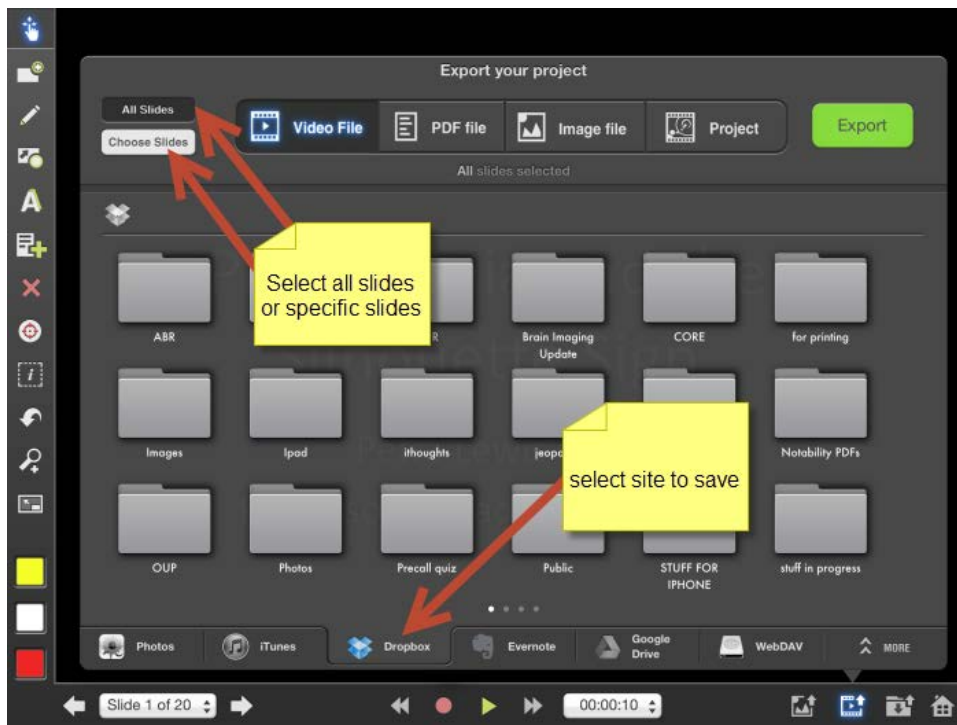 Export your project
All Slides
Choose Slides
Video File
PDF file
Image file
Project
Export
All slides selected
Select all slides
or specific slides
ABR
R
Brain Imaging
Update
CORE
for printing
Images
Ipad
ithoughts
jeop
Notability PDFs
select site to save
OUP
Photos
Precall quiz
Public
STUFF FOR
IPHONE
stuff in progress
Photos
iTunes
Dropbox
Evernote
Google
Drive
WebDAV
MORE
Slide 1 of 20
00:00:10